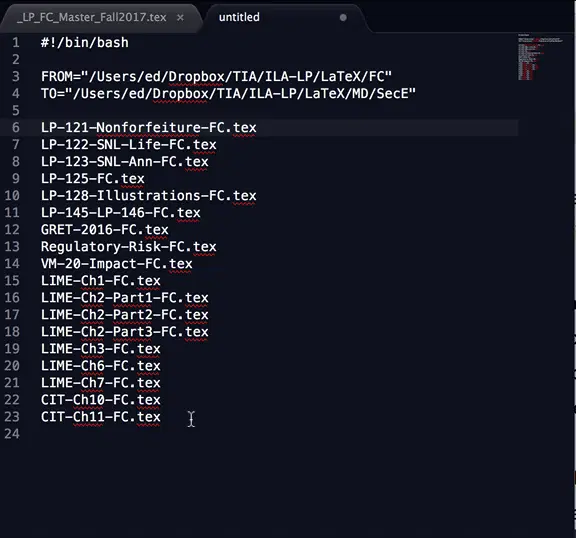 _LP_FC_Master_Fall2017.tex × untitled
1 #!/bin/bash
2
3 FROM="/Users/ed/Dropbox/TIA/ILA-LP/LaTeX/FC"
4 TO="/Users/ed/Dropbox/TIA/ILA-LP/LaTeX/MD/SecE"
5
6 LP-121-Nonforfeiture-FC.tex
7 LP-122-SNL-Life-FC.tex
8 LP-123-SNL-Ann-FC.tex
9 LP-125-FC.tex
10 LP-128-Illustrations-FC.tex
11 LP-145-LP-146-FC.tex
12 GRET-2016-FC.tex
13 Regulatory-Risk-FC.tex
14 VM-20-Impact-FC.tex
15 LIME-Ch1-FC.tex
16 LIME-Ch2-Part1-FC.tex
17 LIME-Ch2-Part2-FC.tex
18 LIME-Ch2-Part3-FC.tex
19 LIME-Ch3-FC.tex
20 LIME-Ch6-FC.tex
21 LIME-Ch7-FC.tex
22 CIT-Ch10-FC.tex
23 CIT-Ch11-FC.tex
24